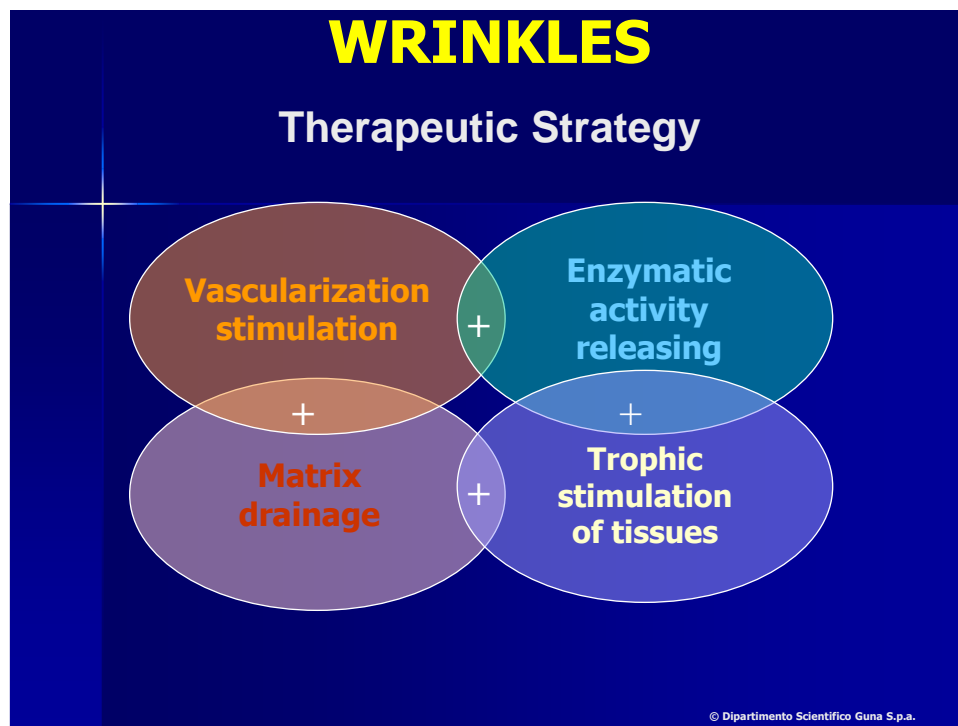 WRINKLES
Therapeutic Strategy
Vascularization
stimulation
+
Enzymatic
activity
releasing
+
+
Matrix
drainage
+
Trophic
stimulation
of tissues
© Dipartimento Scientifico Guna S.p.a.